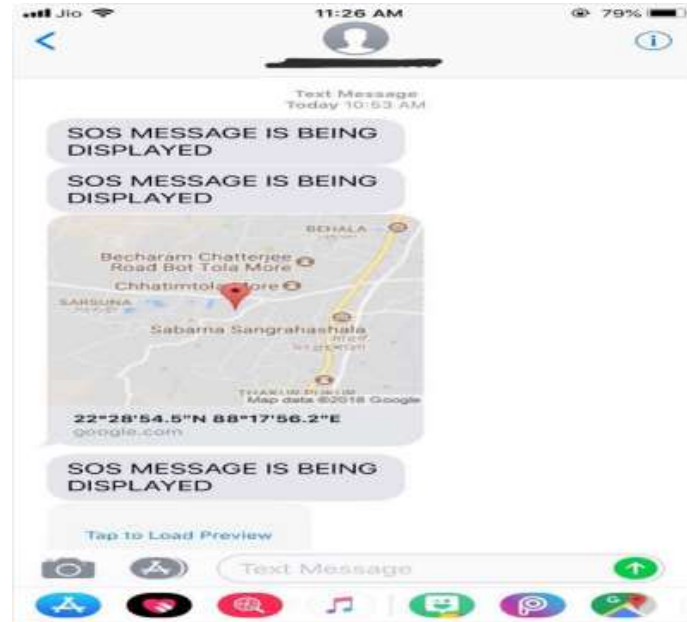 Jio 11:26 AM 79%
Text Message
Today 10:53 AM
SOS MESSAGE IS BEING
DISPLAYED
SOS MESSAGE IS BEING
DISPLAYED
BEHALA
Becharam Chatterjee
Road Bot Tola More
Chhatimtola More
SARSUNA
Sabarna Sangrahashala
THAKURPUKUR
Map data ©2018 Google
22°28'54.5"N 88°17'56.2"E
google.com
SOS MESSAGE IS BEING
DISPLAYED
Tap to Load Preview
Text Message